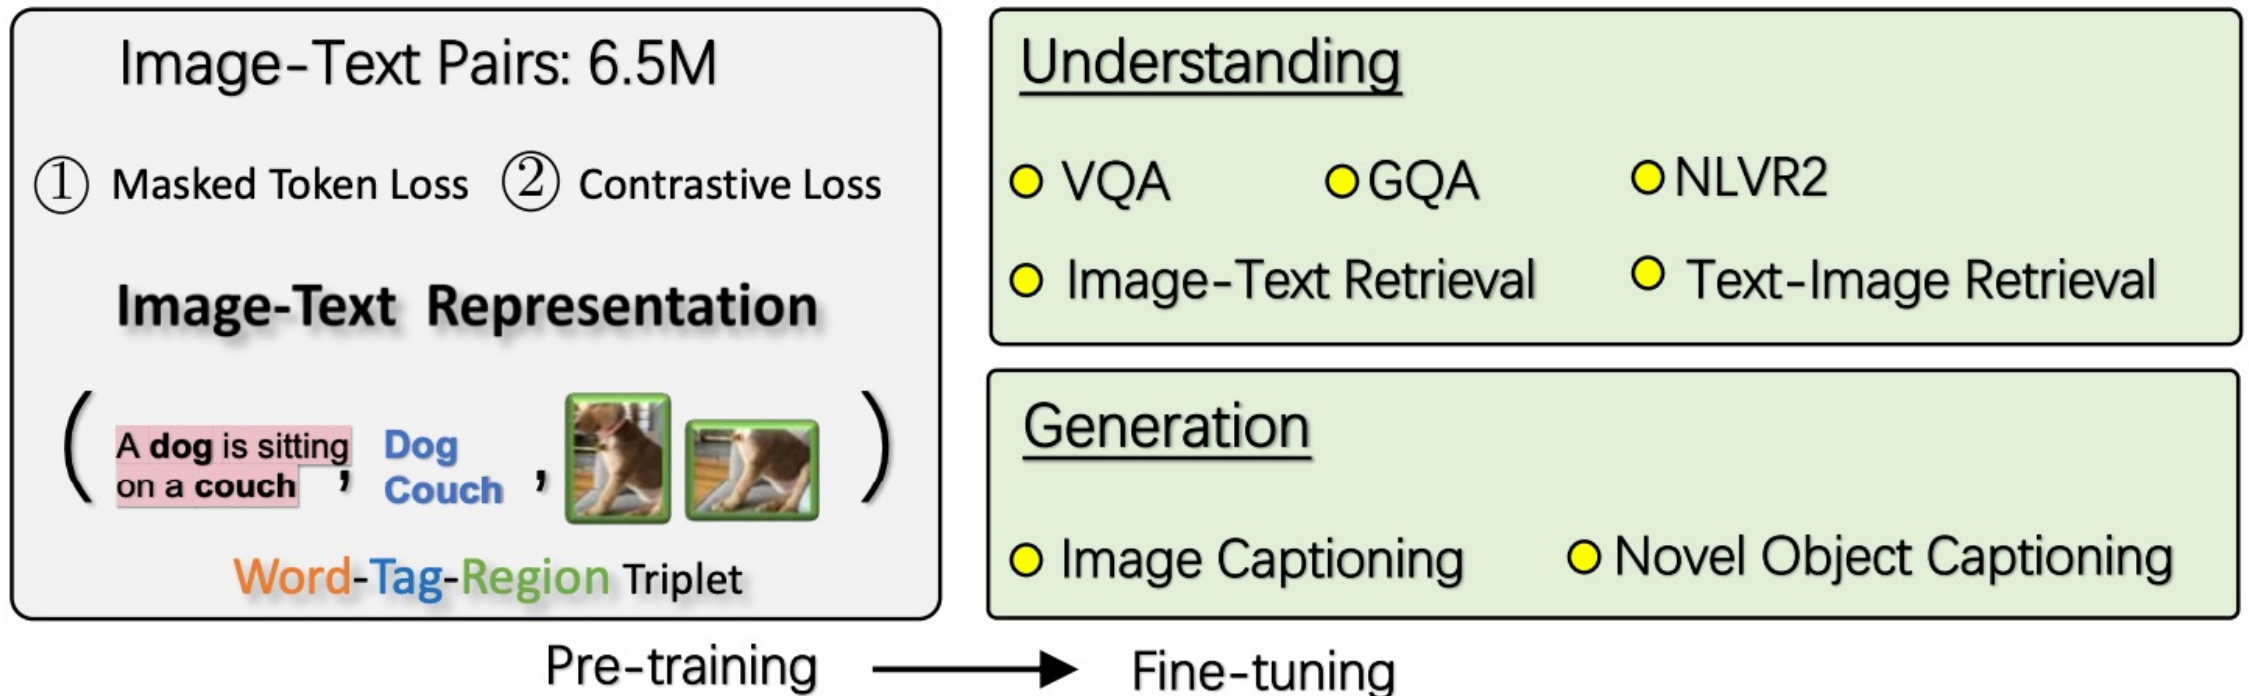 Image-Text Pairs: 6.5M
① Masked Token Loss ② Contrastive Loss
Image-Text Representation
( A dog is sitting
on a couch , Dog
Couch , )
Word-Tag-Region Triplet
Understanding
VQA GQA NLVR2
Image-Text Retrieval Text-Image Retrieval
Generation
Image Captioning Novel Object Captioning
Pre-training Fine-tuning